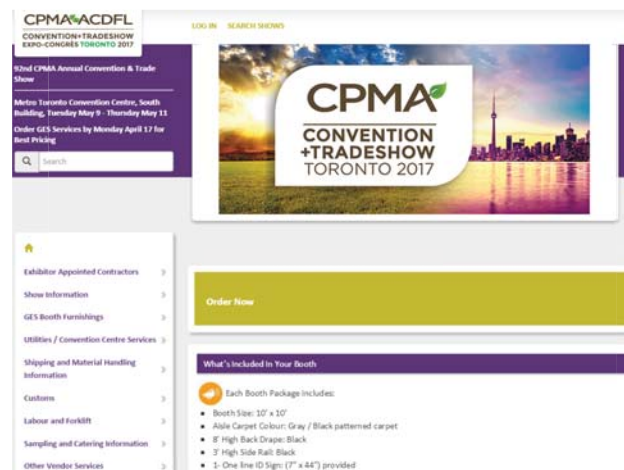 CPMA ACDFL
CONVENTION+TRADESHOW
EXPO-CONGRÈS TORONTO 2017
LOG IN SEARCH SHOWS
92nd CPMA Annual Convention & Trade
Show
Metro Toronto Convention Centre, South
Building, Tuesday May 9 - Thursday May 11
Order GES Services by Monday April 17 for
Best Pricing
Search
CPMA
CONVENTION
+TRADESHOW
TORONTO 2017
Exhibitor Appointed Contractors
Show Information
GES Booth Furnishings
Utilities / Convention Centre Services
Shipping and Material Handling
Information
Customs
Labour and Forklift
Sampling and Catering Information
Other Vendor Services
Order Now
What's Included In Your Booth
Each Booth Package Includes:
Booth Size: 10' x 10'
Aisle Carpet Colour: Gray / Black patterned carpet
8' High Back Drape: Black
3' High Side Rail: Black
1- One line ID Sign: (7" x 44") provided